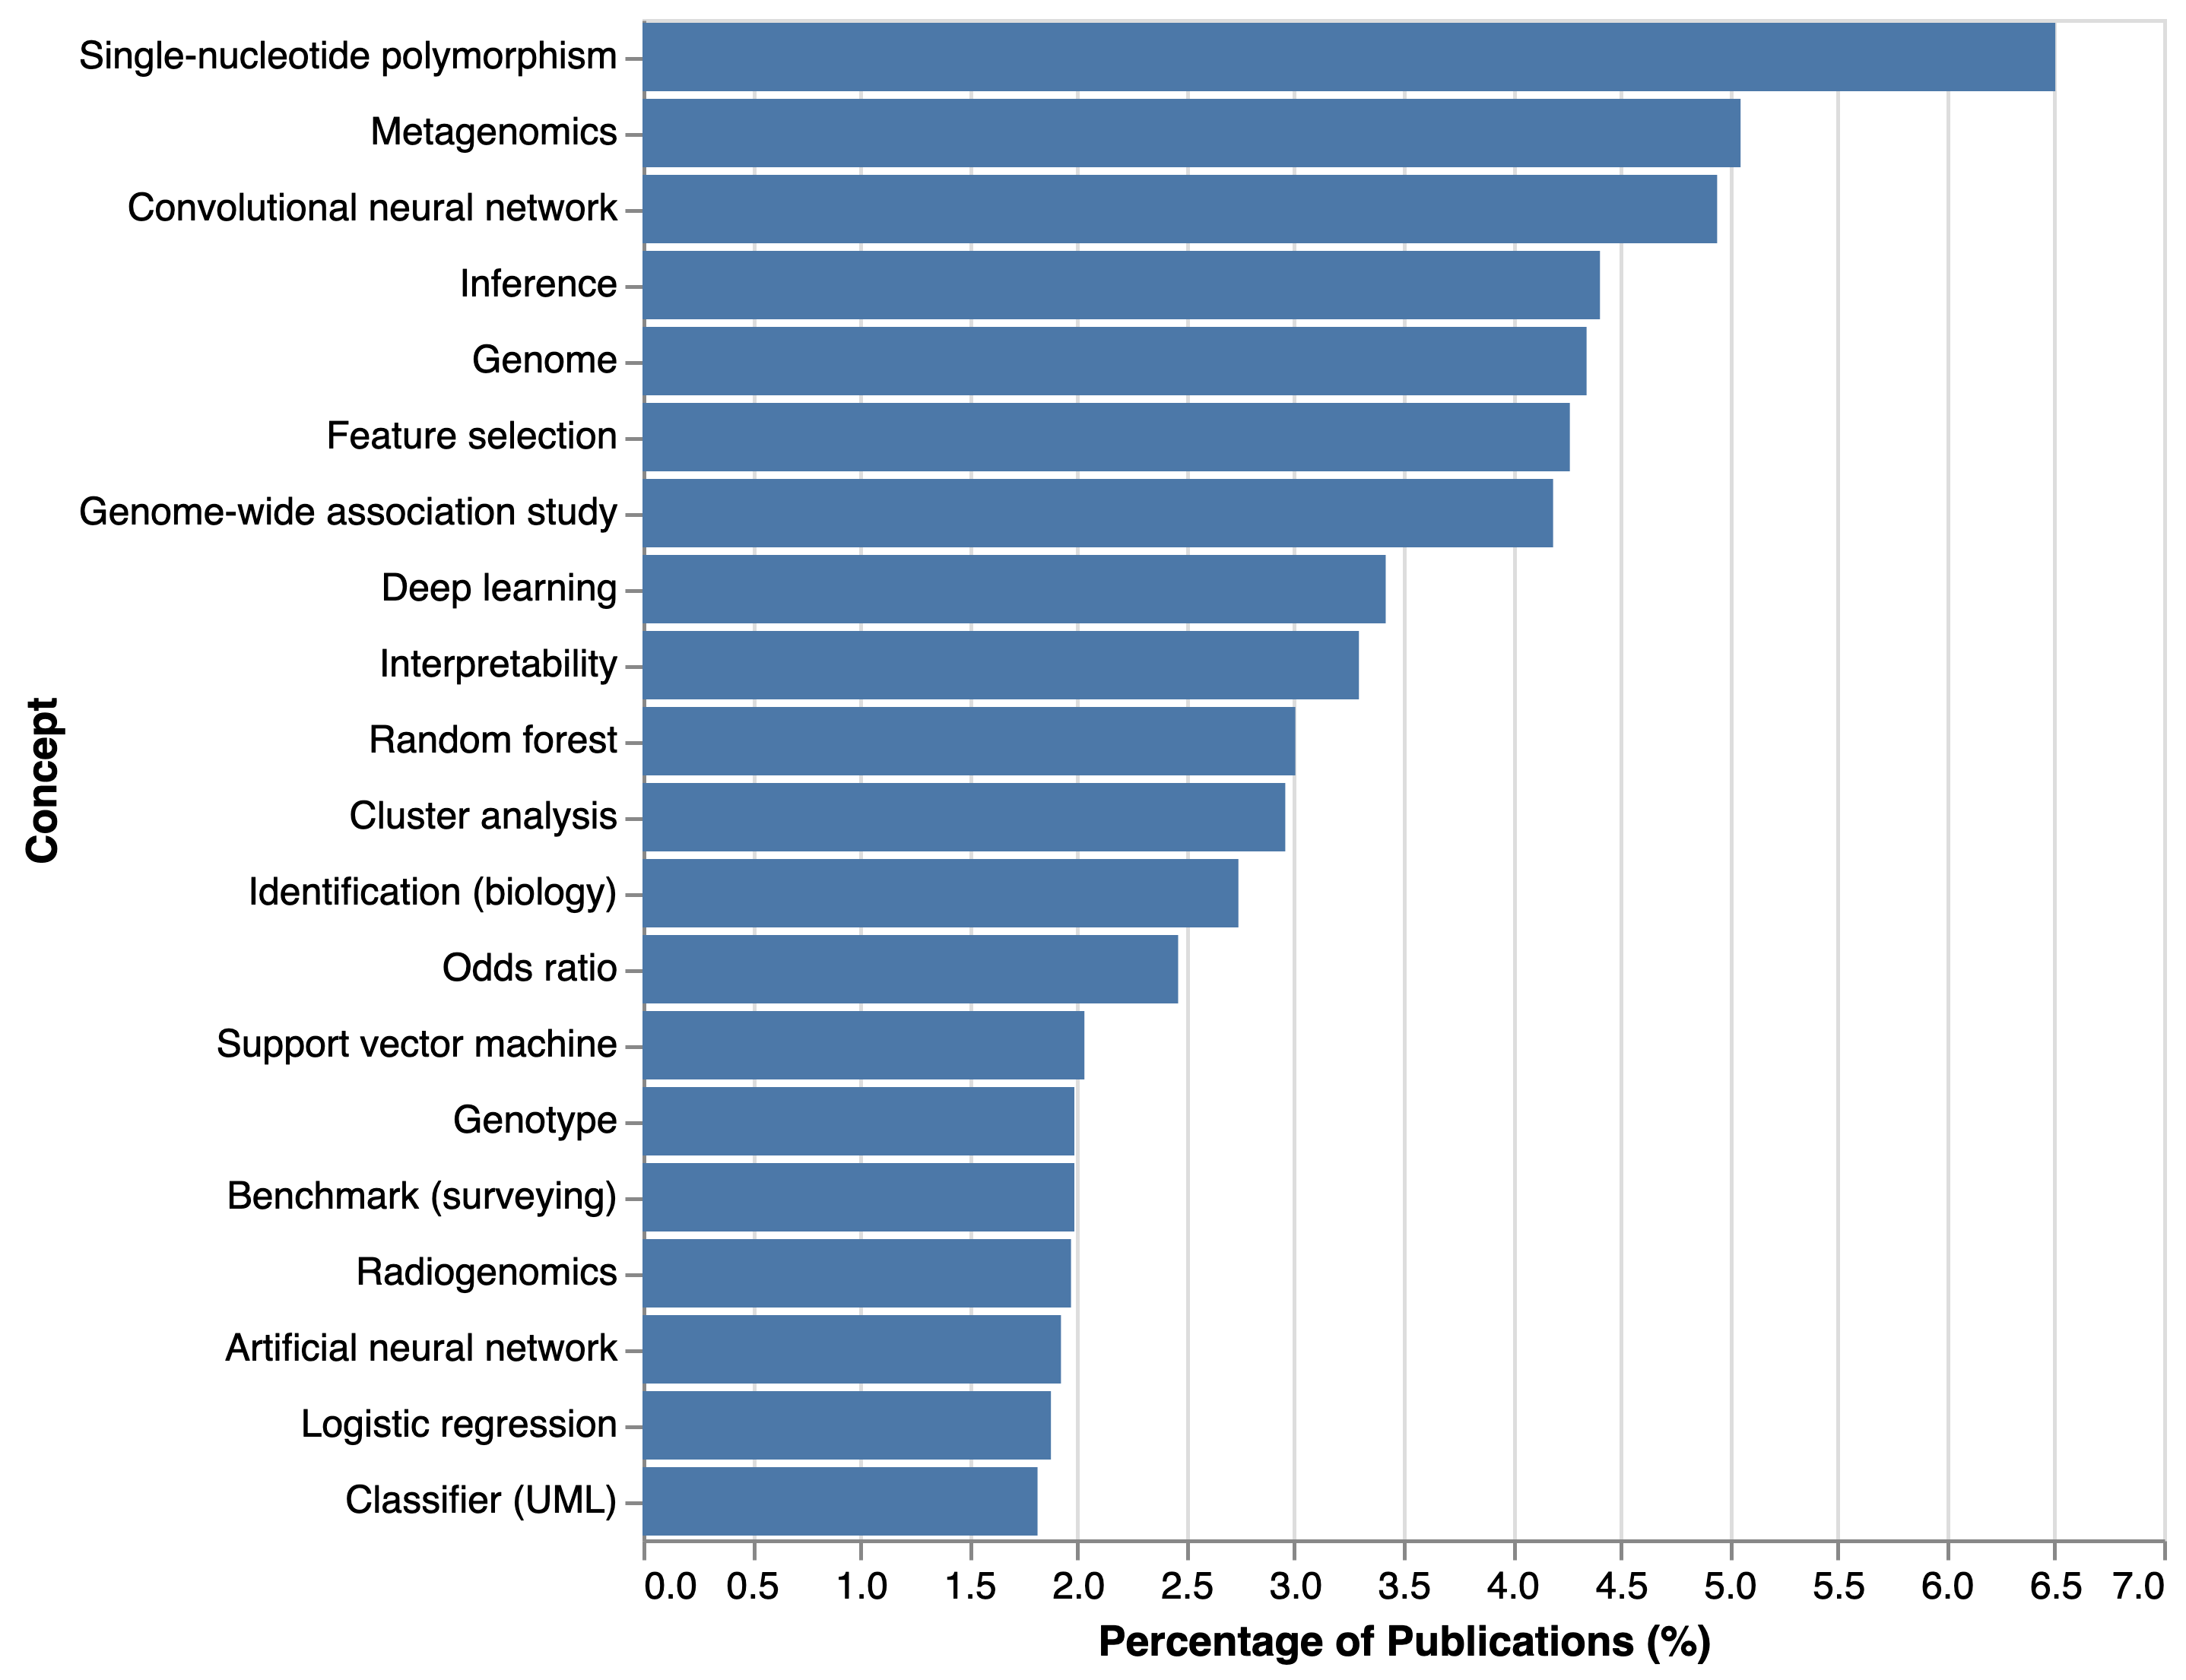 Single-nucleotide polymorphism
Metagenomics
Convolutional neural network
Inference
Genome
Feature selection
Genome-wide association study
Deep learning
Interpretability
Random forest
Cluster analysis
Identification (biology)
Odds ratio
Support vector machine
Genotype
Benchmark (surveying)
Radiogenomics
Artificial neural network
Logistic regression
Classifier (UML)
Concept
0.0 0.5 1.0 1.5 2.0 2.5 3.0 3.5 4.0 4.5 5.0 5.5 6.0 6.5 7.0
Percentage of Publications (%)